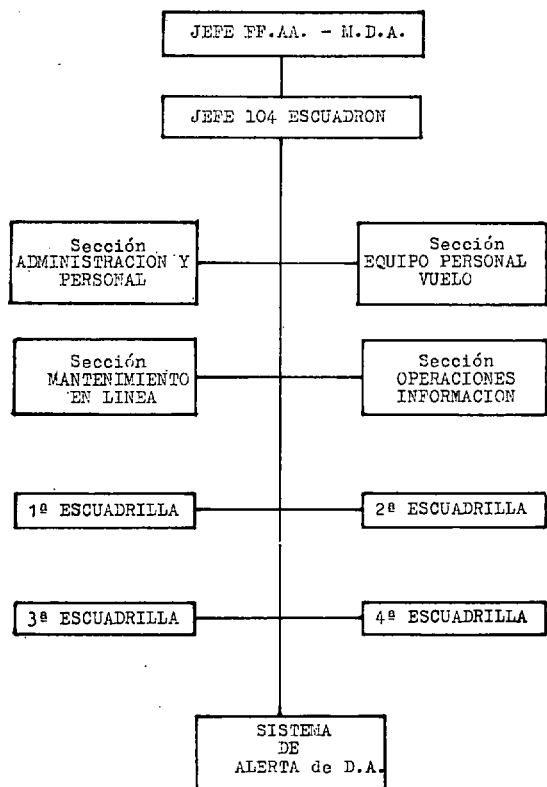 JEFE FF.AA. - M.D.A.
JEFE 104 ESCUADRON
Sección
ADMINISTRACION Y
PERSONAL
Sección
EQUIPO PERSONAL
VUELO
Sección
MANTENIMIENTO
EN LINEA
Sección
OPERACIONES
INFORMACION
1ª ESCUADRILLA
2ª ESCUADRILLA
3ª ESCUADRILLA
4ª ESCUADRILLA
SISTEMA
DE
ALERTA de D.A.